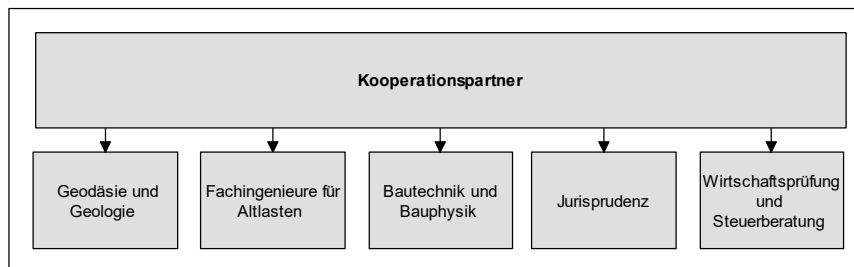 Kooperationspartner
Geodäsie und
Geologie
Fachingenieure für
Altlasten
Bautechnik und
Bauphysik
Jurisprudenz
Wirtschaftsprüfung
und
Steuerberatung